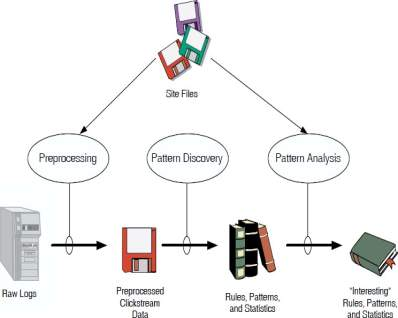 Site Files
Preprocessing
Pattern Discovery
Pattern Analysis
Raw Logs
Preprocessed
Clickstream
Data
Rules, Patterns,
and Statistics
"Interesting"
Rules, Patterns,
and Statistics